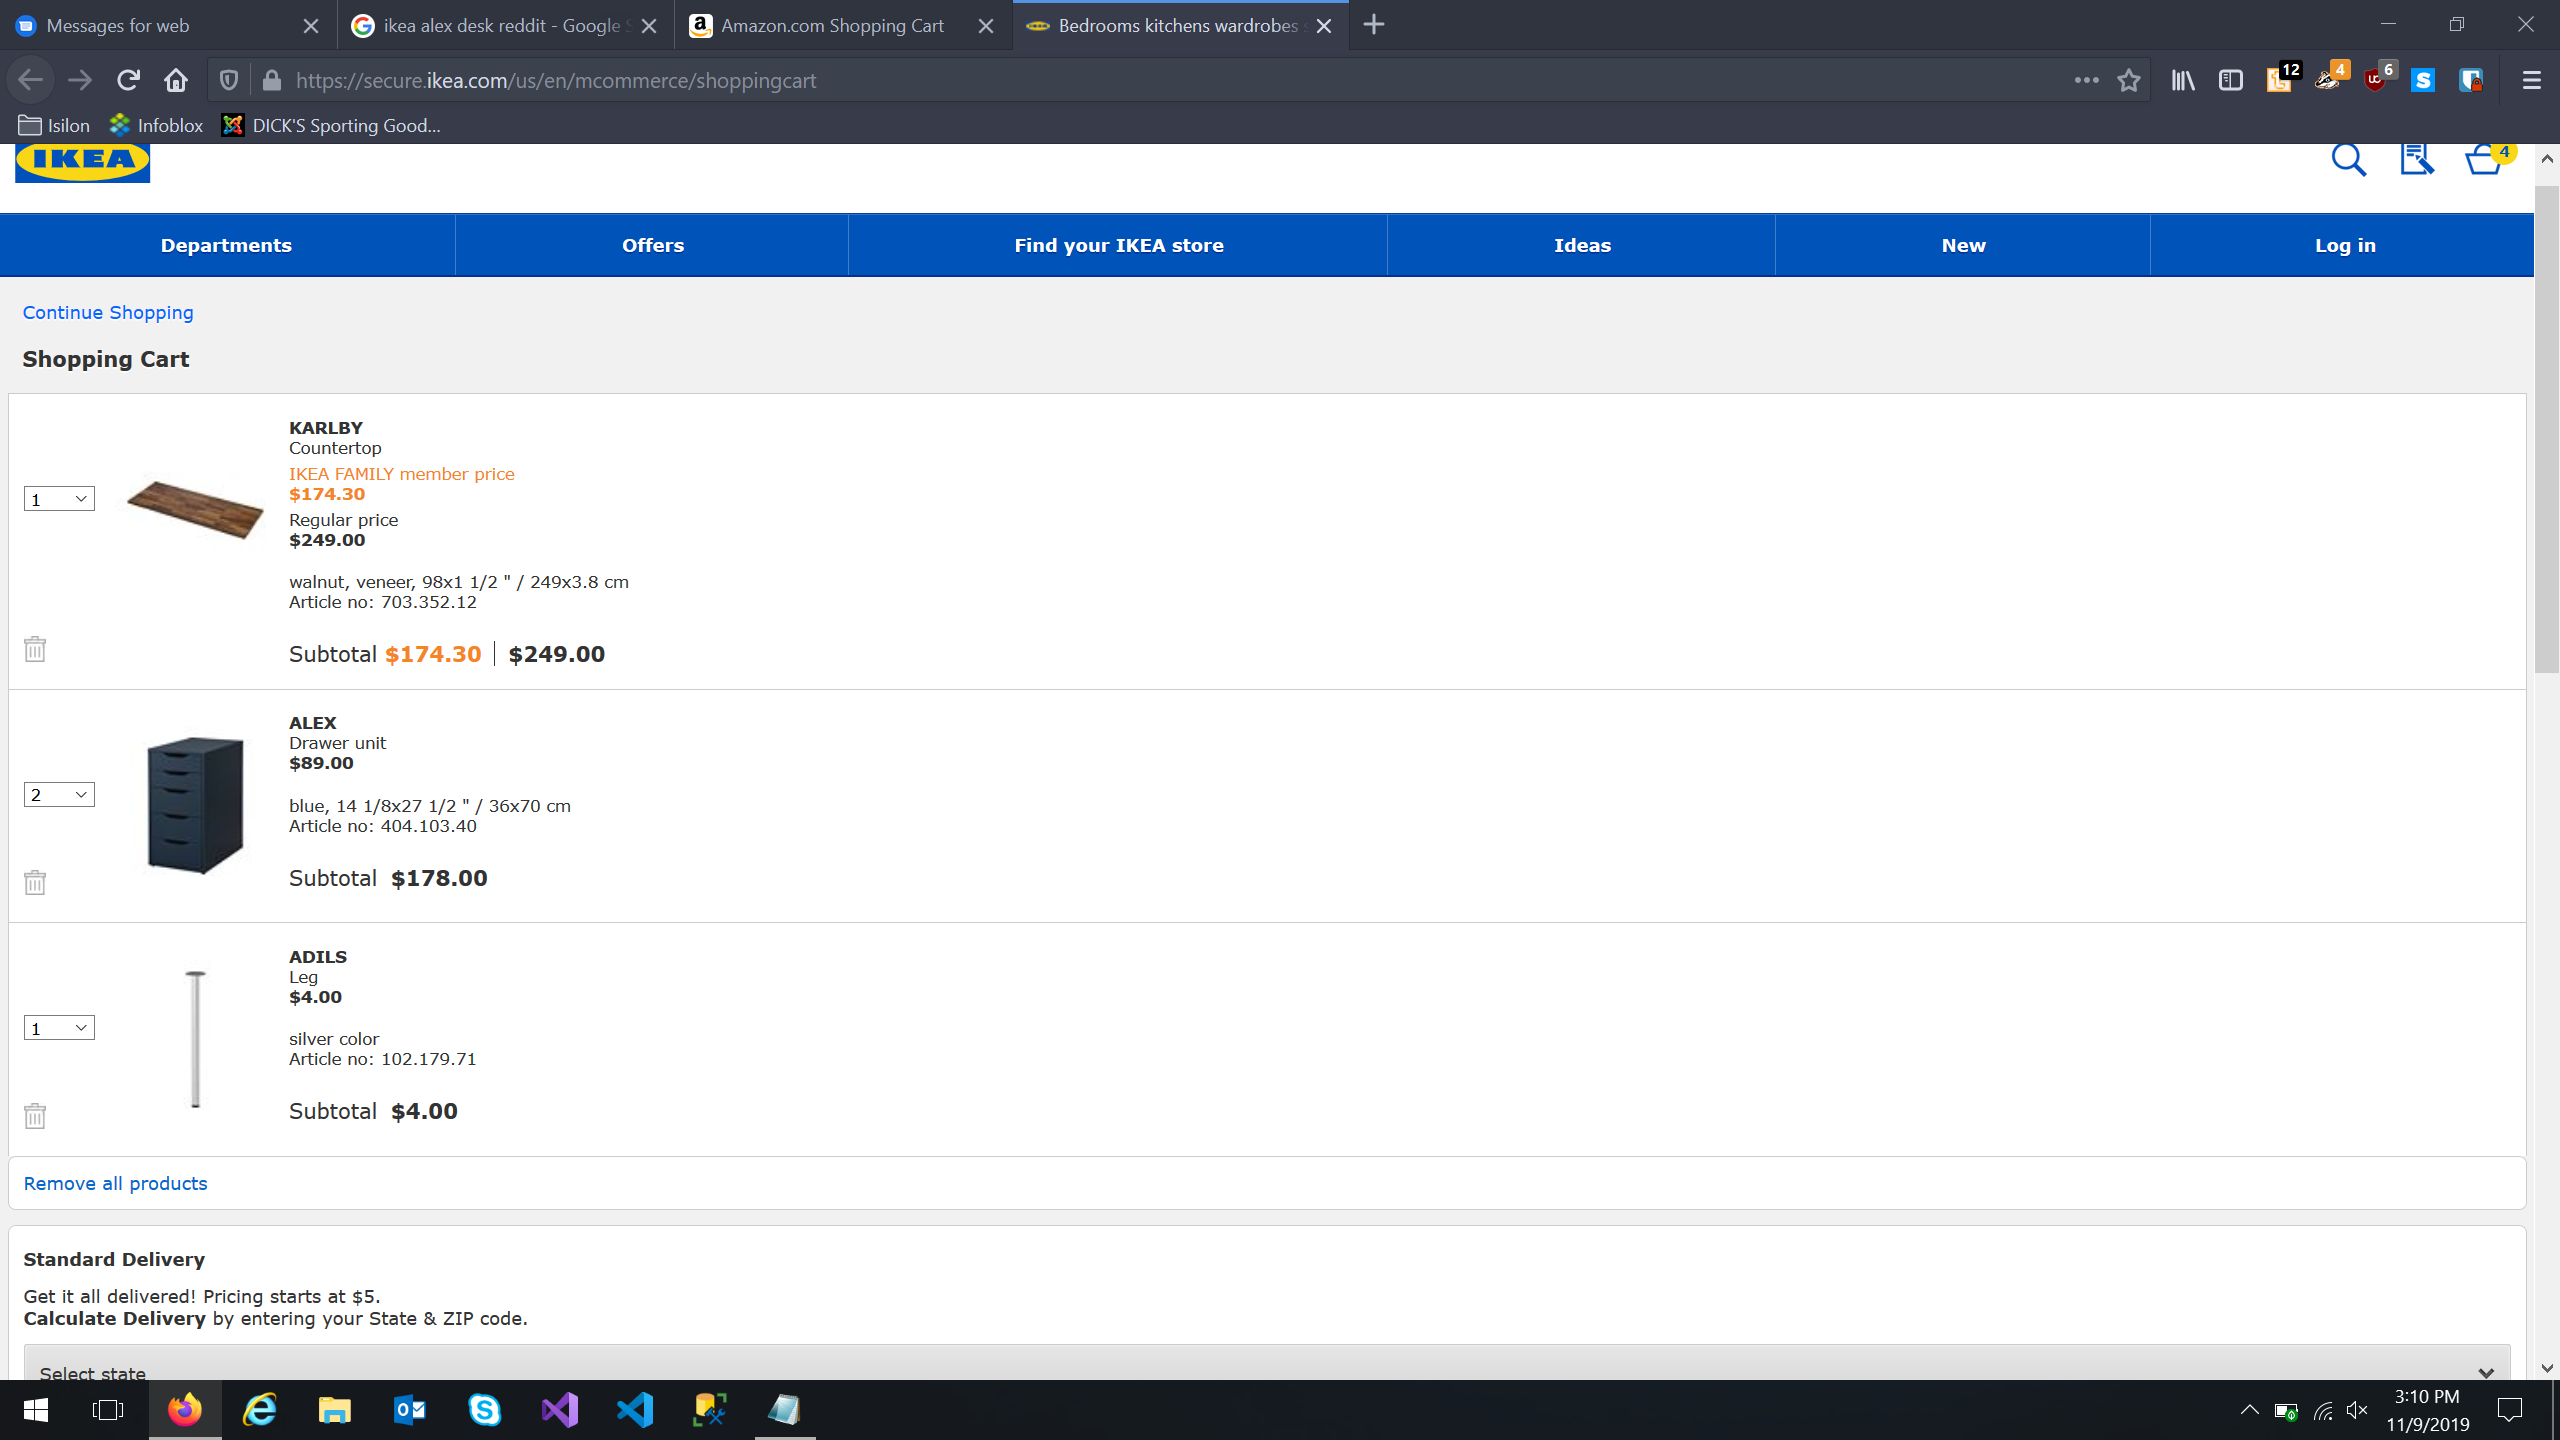 Messages for web
ikea alex desk reddit - Google
Amazon.com Shopping Cart
Bedrooms kitchens wardrobes
https://secure.ikea.com/us/en/mcommerce/shoppingcart
12
4
6
Isilon
Infoblox
DICK'S Sporting Good...
IKEA
4
Departments
Offers
Find your IKEA store
Ideas
New
Log in
Continue Shopping
Shopping Cart
KARLBY
Countertop
IKEA FAMILY member price
$174.30
1
Regular price
$249.00
walnut, veneer, 98x1 1/2 " / 249x3.8 cm
Article no: 703.352.12
Subtotal $174.30 | $249.00
ALEX
Drawer unit
$89.00
2
blue, 14 1/8x27 1/2 " / 36x70 cm
Article no: 404.103.40
Subtotal $178.00
ADILS
Leg
$4.00
1
silver color
Article no: 102.179.71
Subtotal $4.00
Remove all products
Standard Delivery
Get it all delivered! Pricing starts at $5.
Calculate Delivery by entering your State & ZIP code.
Select state
3:10 PM
11/9/2019